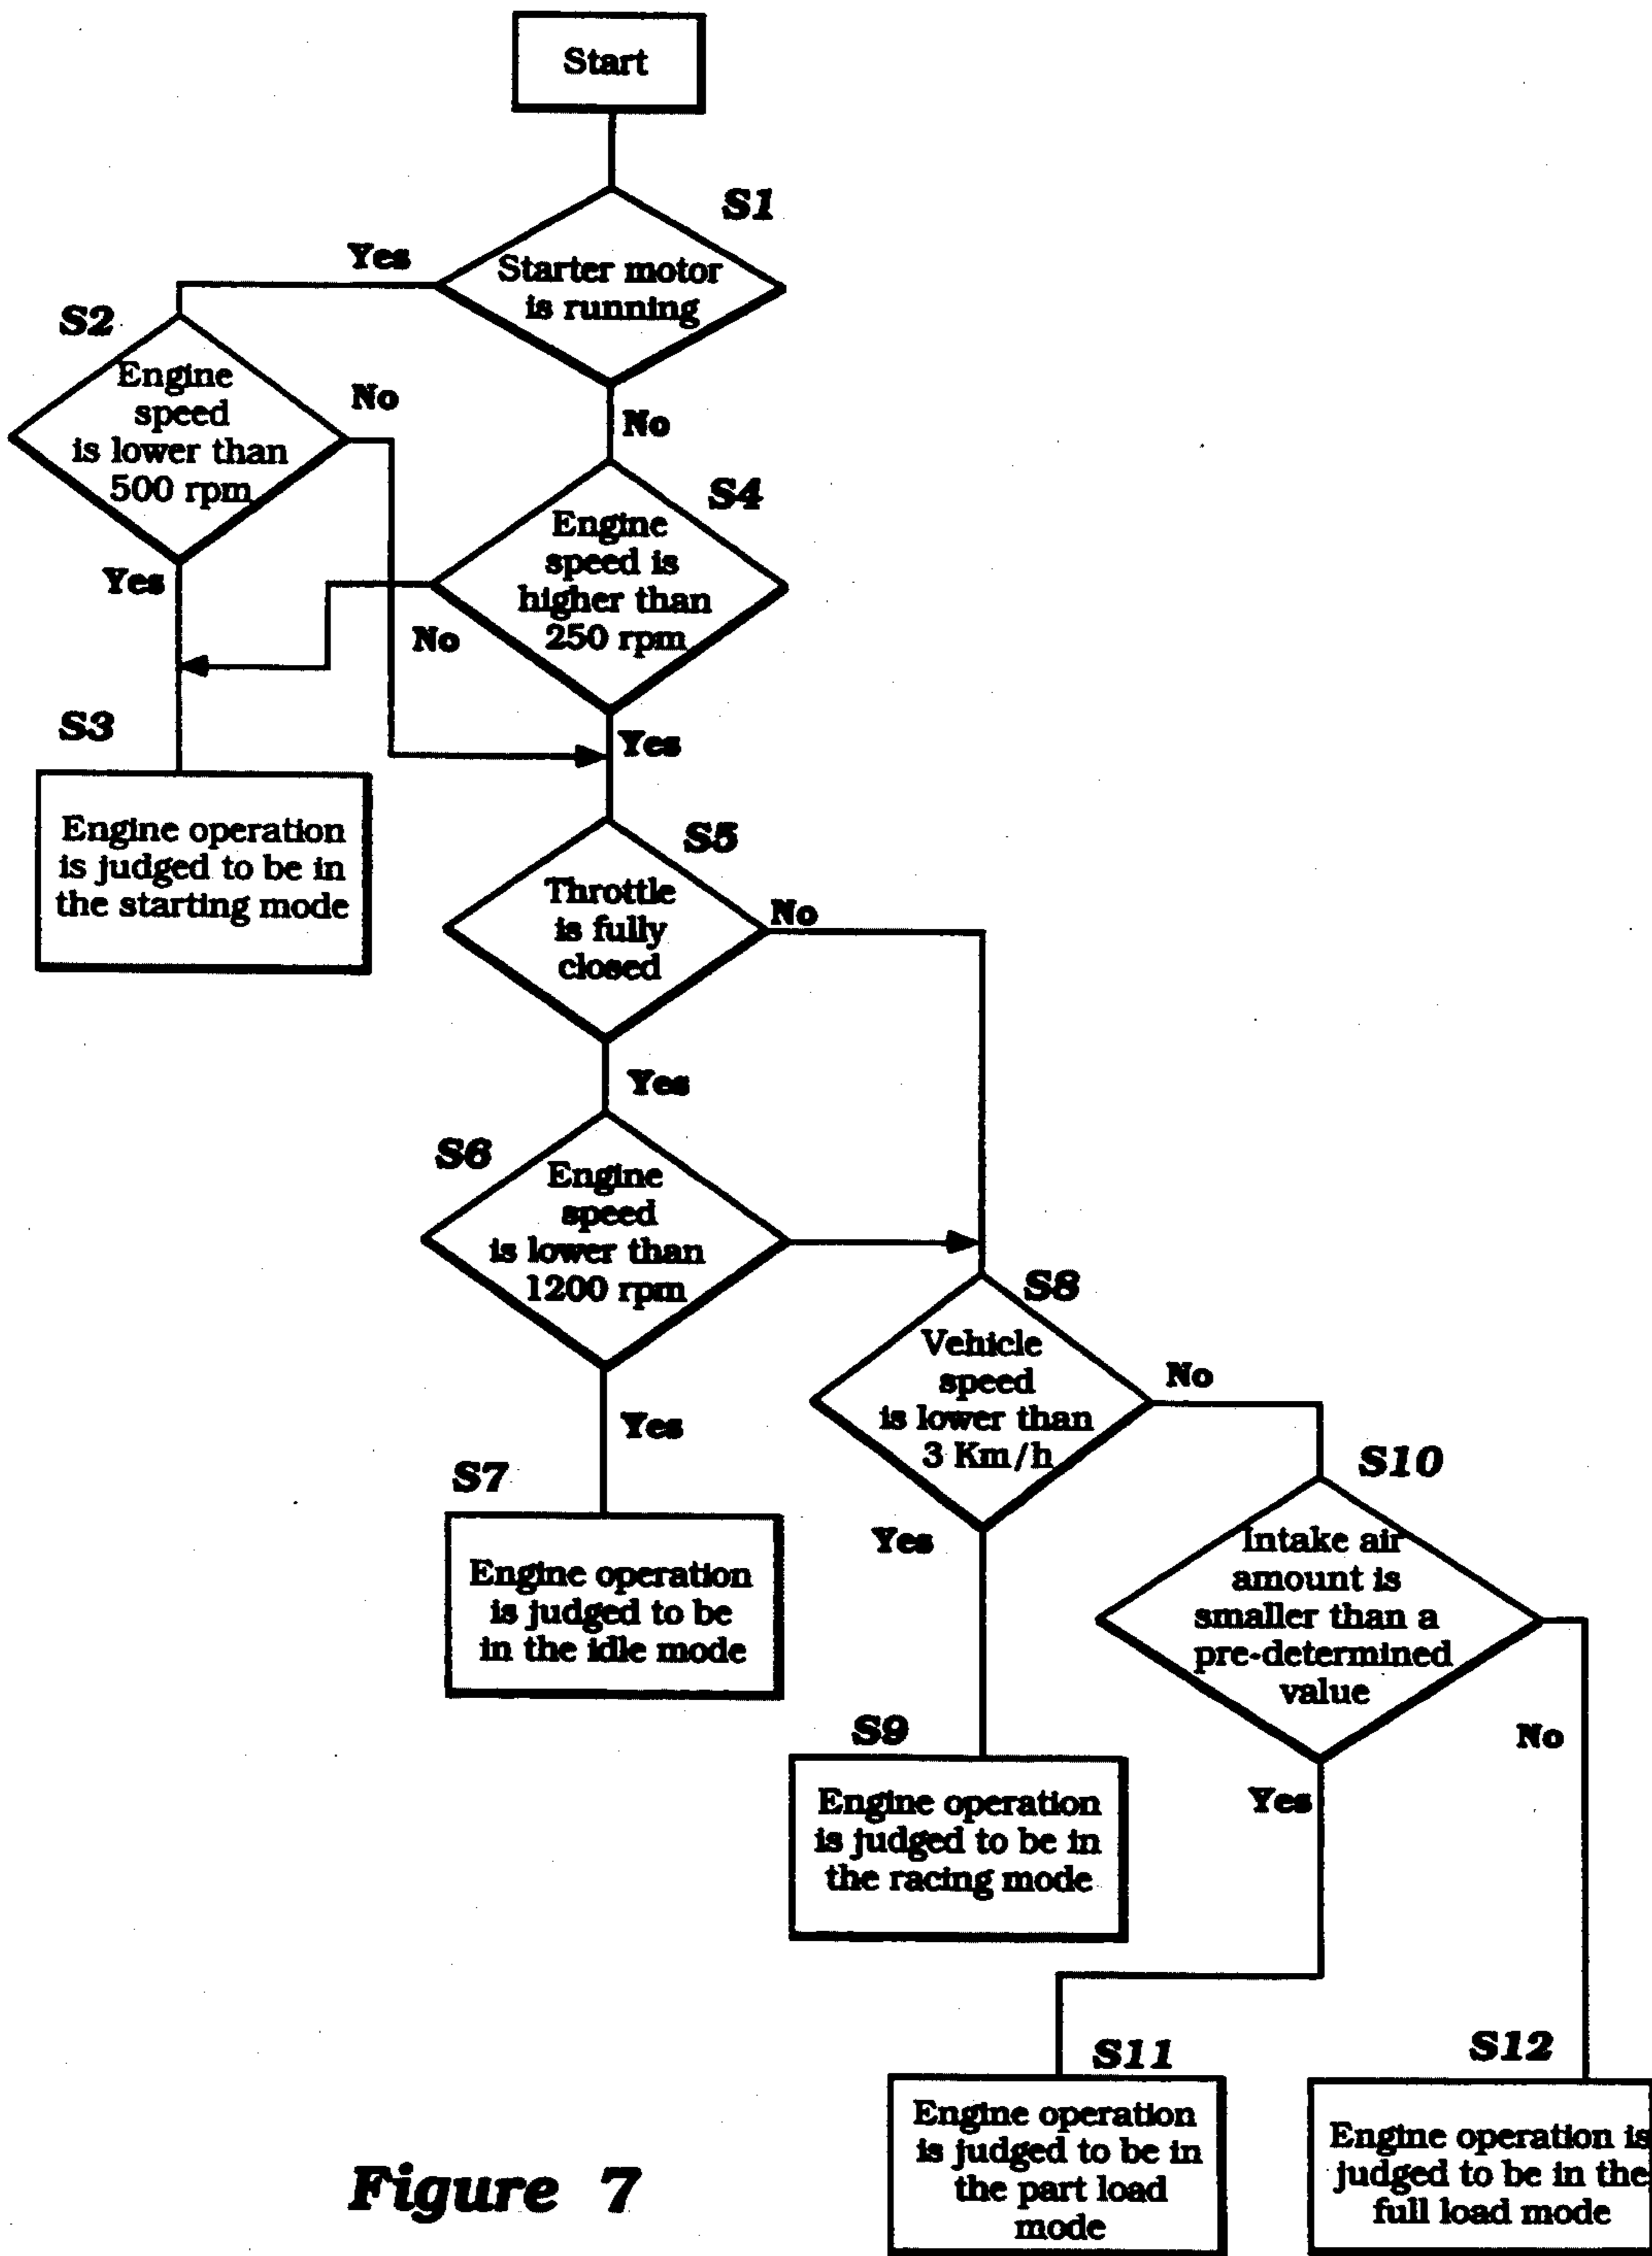 Start
S1
Yes
Starter motor
is running
S2
Engine
speed
is lower than
500 rpm
No
No
S4
Engine
speed is
higher than
250 rpm
Yes
No
S3
Yes
Engine operation
is judged to be in
the starting mode
S5
Throttle
is fully
closed
No
Yes
S6
Engine
speed
is lower than
1200 rpm
S8
Vehicle
speed
is lower than
3 Km/h
No
Yes
S7
Engine operation
is judged to be
in the idle mode
S10
Intake air
amount is
smaller than a
pre-determined
value
Yes
S9
Engine operation
is judged to be in
the racing mode
No
Yes
S11
Engine operation
is judged to be in
the part load
mode
S12
Engine operation is
judged to be in the
full load mode
Figure 7